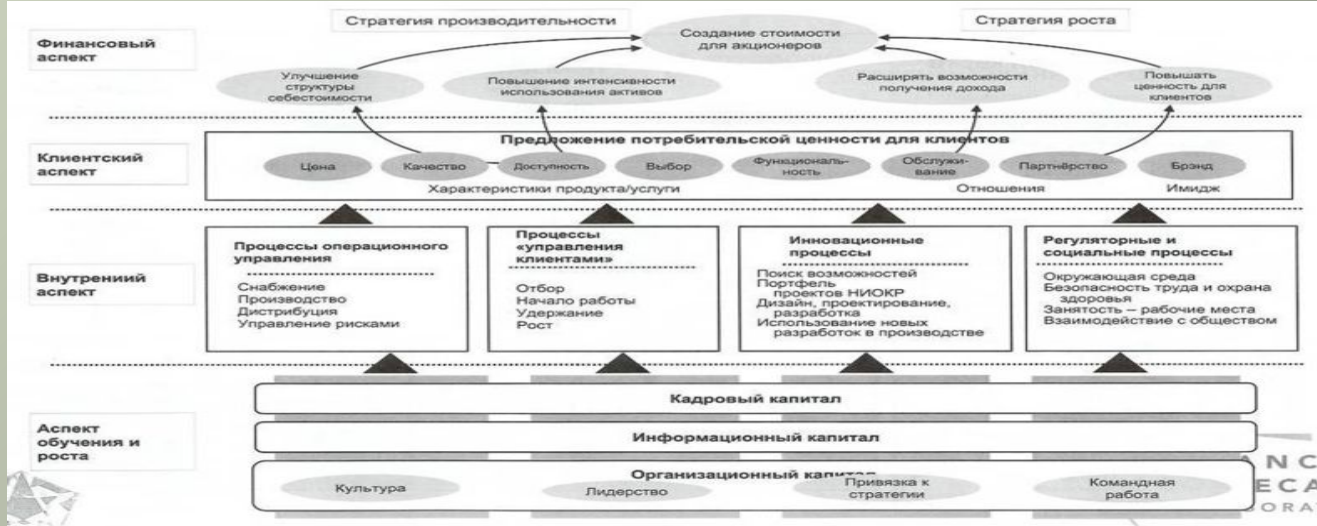 Стратегия производительности
Стратегия роста
Финансовый
аспект
Создание стоимости
для акционеров
Улучшение
структуры
себестоимости
Повышение интенсивности
использования активов
Расширять возможности
получения дохода
Повышать
ценность для
клиентов
Клиентский
аспект
Предложение потребительской ценности для клиентов
Цена
Качество
Доступность
Выбор
Функциональ-
ность
Обслужи-
вание
Партнёрство
Брэнд
Характеристики продукта/услуги
Отношения
Имидж
Внутрениий
аспект
Процессы операционного
управления
Снабжение
Производство
Дистрибуция
Управление рисками
Процессы
«управления
клиентами»
Отбор
Начало работы
Удержание
Рост
Инновационные
процессы
Поиск возможностей
Портфель
проектов НИОКР
Дизайн, проектирование,
разработка
Использование новых
разработок в производстве
Регуляторные и
социальные процессы
Окружающая среда
Безопасность труда и охрана
здоровья
Занятость – рабочие места
Взаимодействие с обществом
Аспект
обучения и
роста
Кадровый капитал
Информационный капитал
Организационный капитал
Культура
Лидерство
Привязка к
стратегии
Командная
работа